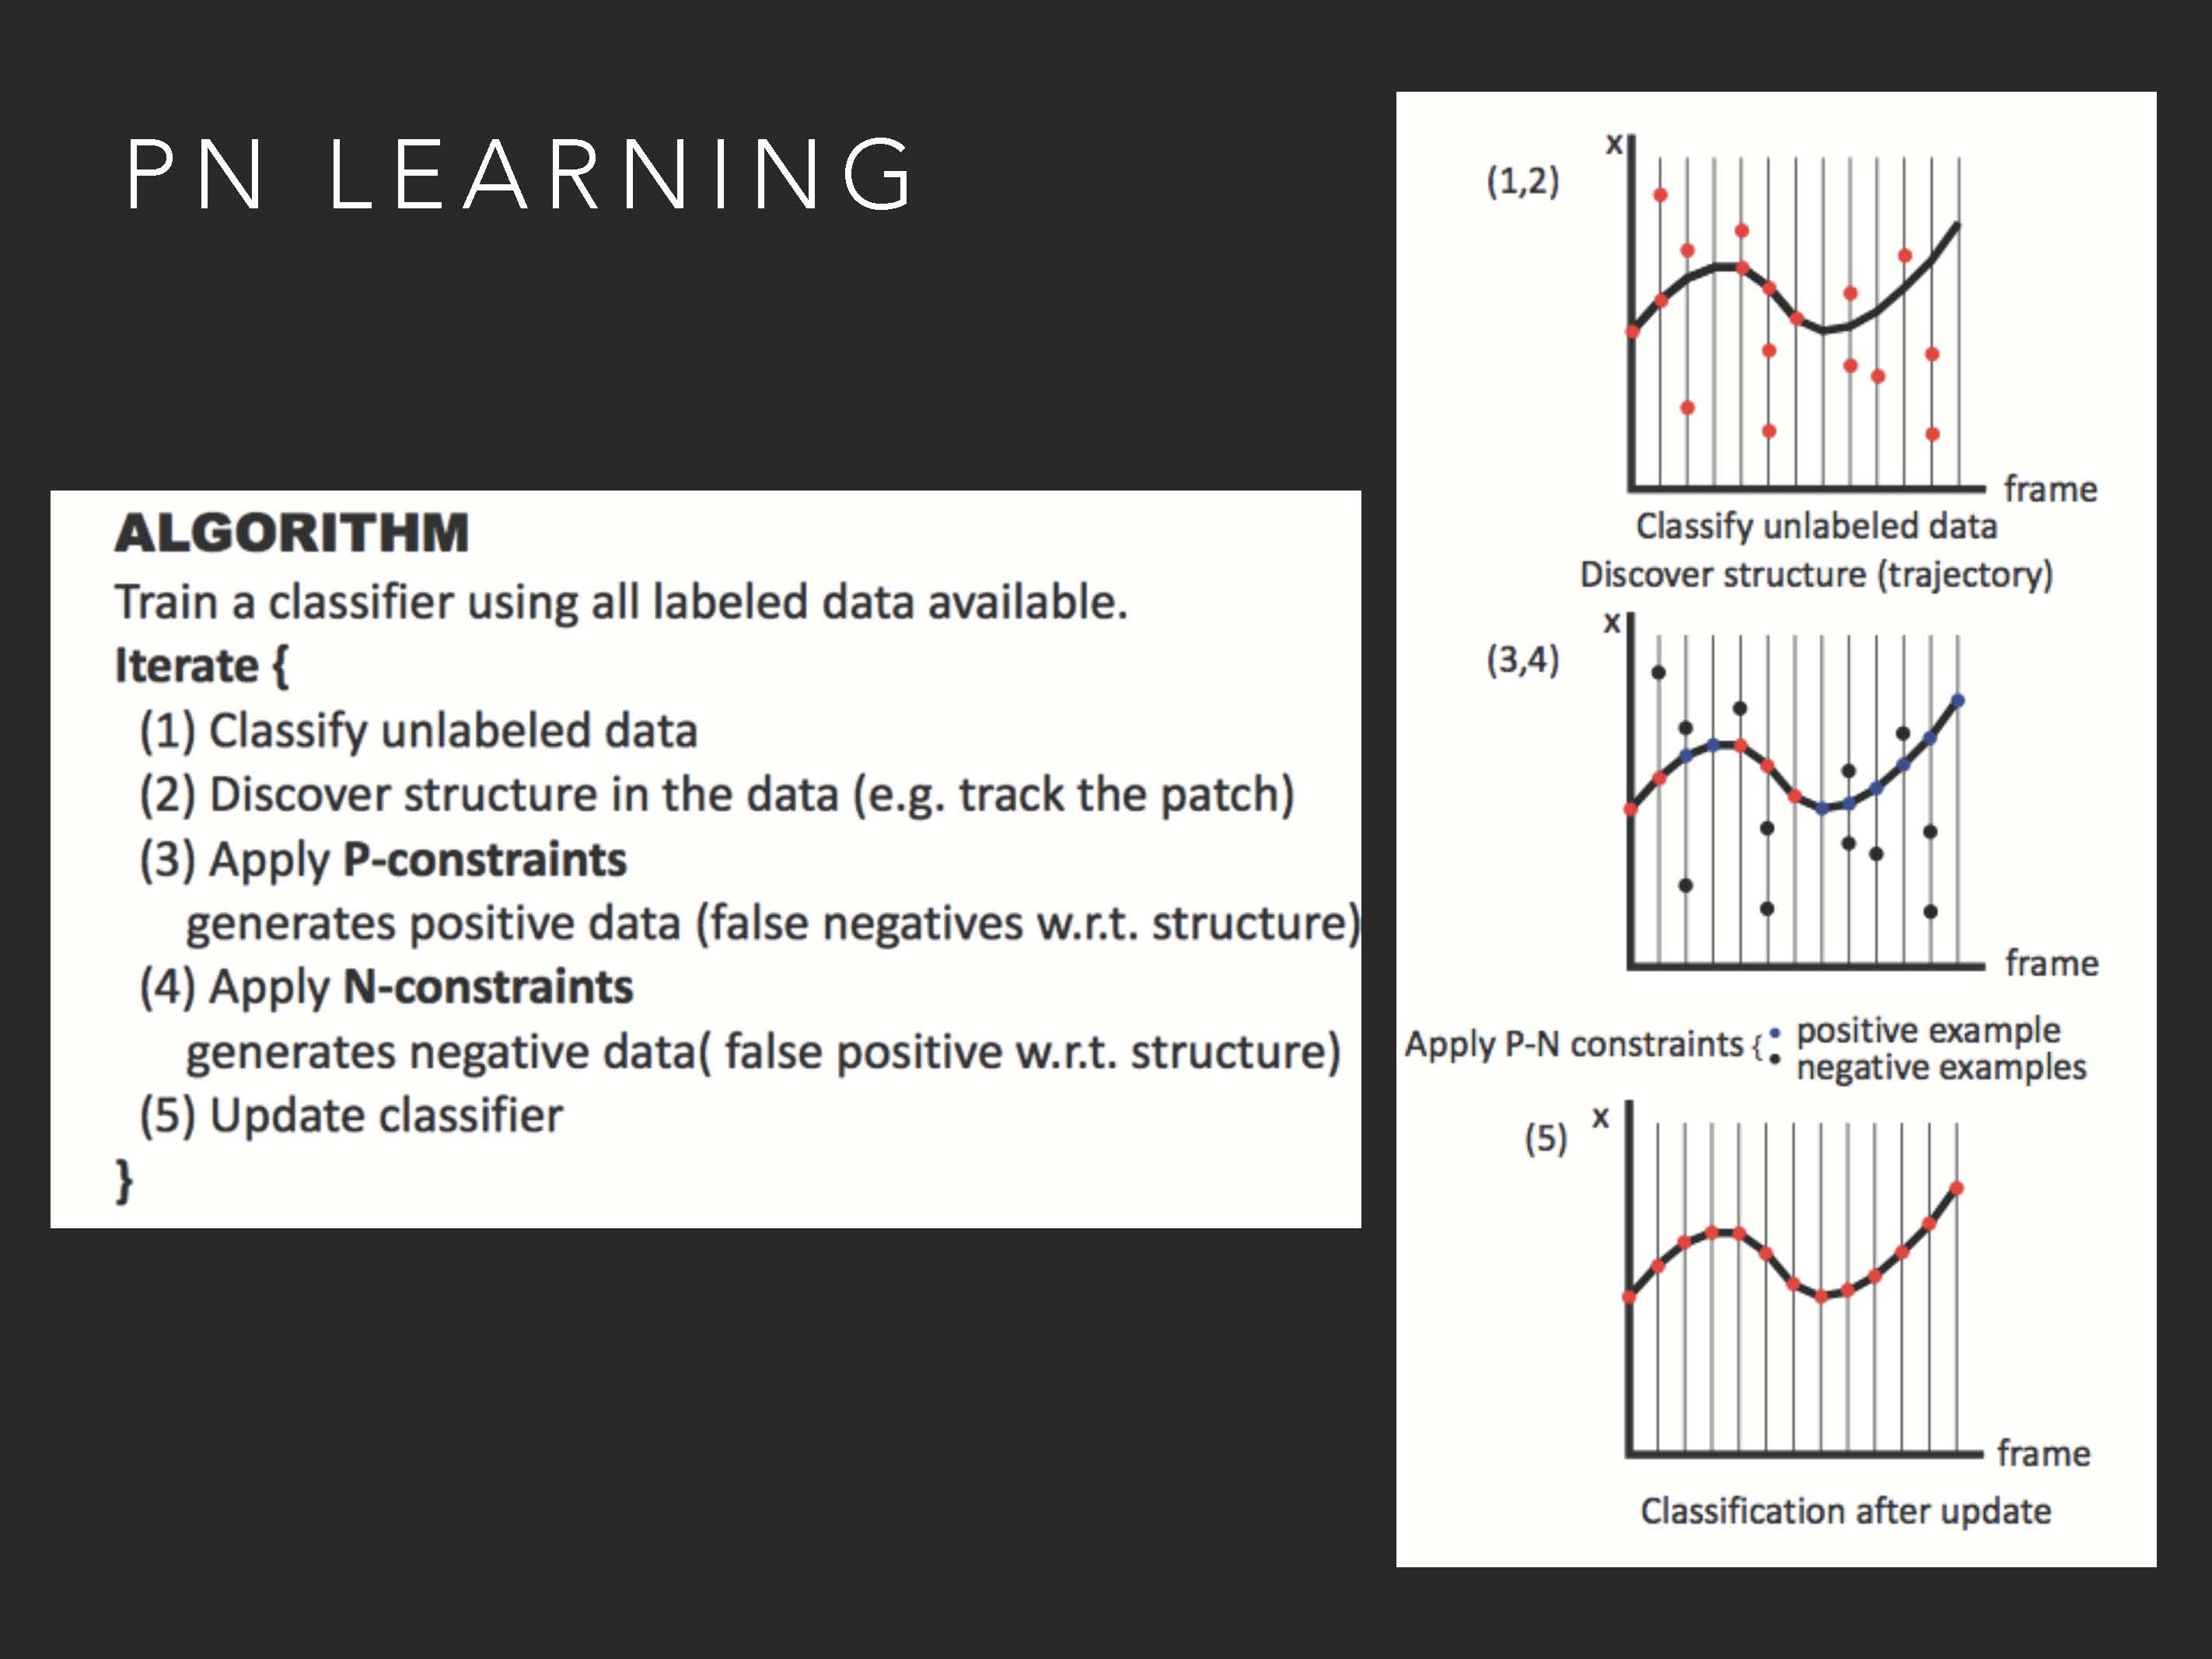 PN LEARNING
ALGORITHM
Train a classifier using all labeled data available.
Iterate {
(1) Classify unlabeled data
(2) Discover structure in the data (e.g. track the patch)
(3) Apply P-constraints
generates positive data (false negatives w.r.t. structure)
(4) Apply N-constraints
generates negative data( false positive w.r.t. structure)
(5) Update classifier
}
x
(1,2)
frame
Classify unlabeled data
Discover structure (trajectory)
x
(3,4)
frame
Apply P-N constraints { • positive example
• negative examples
x
(5)
frame
Classification after update